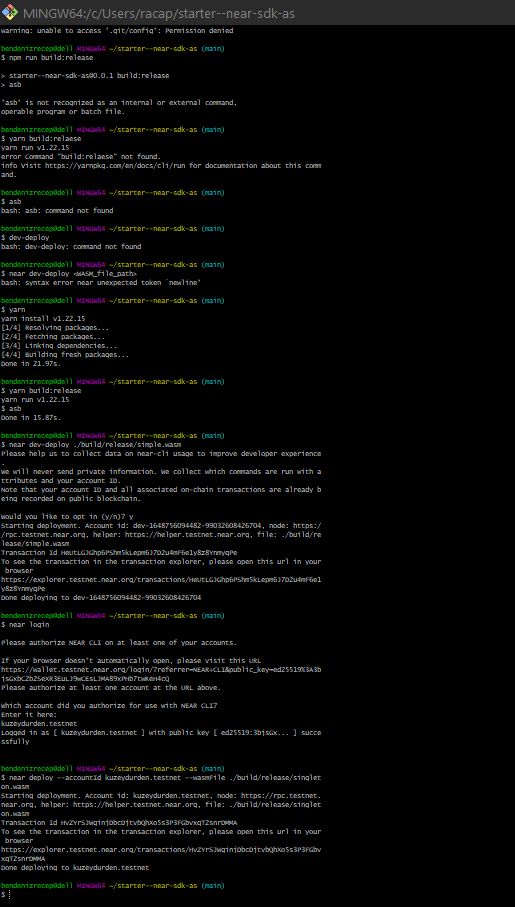 MINGW64:/c/Users/racap/starter--near-sdk-as
warning: unable to access '.git/config': Permission denied
bendenizrecep@dell MINGW64 ~/starter--near-sdk-as (main)
$ npm run build:release
> starter--near-sdk-as@0.0.1 build:release
> asb
'asb' is not recognized as an internal or external command,
operable program or batch file.
bendenizrecep@dell MINGW64 ~/starter--near-sdk-as (main)
$ yarn build:relaese
yarn run v1.22.15
error Command "build:relaese" not found.
info Visit https://yarnpkg.com/en/docs/cli/run for documentation about this comm
and.
bendenizrecep@dell MINGW64 ~/starter--near-sdk-as (main)
$ asb
bash: asb: command not found
bendenizrecep@dell MINGW64 ~/starter--near-sdk-as (main)
$ dev-deploy
bash: dev-deploy: command not found
bendenizrecep@dell MINGW64 ~/starter--near-sdk-as (main)
$ near dev-deploy <WASM_file_path>
bash: syntax error near unexpected token `newline'
bendenizrecep@dell MINGW64 ~/starter--near-sdk-as (main)
$ yarn
yarn install v1.22.15
[1/4] Resolving packages...
[2/4] Fetching packages...
[3/4] Linking dependencies...
[4/4] Building fresh packages...
Done in 21.97s.
bendenizrecep@dell MINGW64 ~/starter--near-sdk-as (main)
$ yarn build:release
yarn run v1.22.15
$ asb
Done in 15.87s.
bendenizrecep@dell MINGW64 ~/starter--near-sdk-as (main)
$ near dev-deploy ./build/release/simple.wasm
Please help us to collect data on near-cli usage to improve developer experience
.
We will never send private information. We collect which commands are run with a
ttributes and your account ID.
Note that your account ID and all associated on-chain transactions are already b
eing recorded on public blockchain.
Would you like to opt in (y/n)? y
Starting deployment. Account id: dev-1648756094482-99032608426704, node: https:/
/rpc.testnet.near.org, helper: https://helper.testnet.near.org, file: ./build/re
lease/simple.wasm
Transaction Id HeUtLGJGhp6PShm5kLepm6J7D2u4mF6e1y8z8YnmyqPe
To see the transaction in the transaction explorer, please open this url in your
browser
https://explorer.testnet.near.org/transactions/HeUtLGJGhp6PShm5kLepm6J7D2u4mF6e1
y8z8YnmyqPe
Done deploying to dev-1648756094482-99032608426704
bendenizrecep@dell MINGW64 ~/starter--near-sdk-as (main)
$ near login
Please authorize NEAR CLI on at least one of your accounts.
If your browser doesn't automatically open, please visit this URL
https://wallet.testnet.near.org/login/?referrer=NEAR+CLI&public_key=ed25519%3A3b
Please authorize at least one account at the URL above.
Which account did you authorize for use with NEAR CLI?
Enter it here:
kuzeydurden.testnet
Logged in as [ kuzeydurden.testnet ] with public key [ ed25519:3bjsGx... ] succe
ssfully
bendenizrecep@dell MINGW64 ~/starter--near-sdk-as (main)
$ near deploy --accountId kuzeydurden.testnet --wasmFile ./build/release/singlet
on.wasm
Starting deployment. Account id: kuzeydurden.testnet, node: https://rpc.testnet.
near.org, helper: https://helper.testnet.near.org, file: ./build/release/singlet
on.wasm
Transaction Id HvZYrSJWginjDbcDjtvbQhXo5s3P3FGbvxqTZsnrDMMA
To see the transaction in the transaction explorer, please open this url in your
browser
https://explorer.testnet.near.org/transactions/HvZYrSJWginjDbcDjtvbQhXo5s3P3FGbv
xqTZsnrDMMA
Done deploying to kuzeydurden.testnet
bendenizrecep@dell MINGW64 ~/starter--near-sdk-as (main)
$